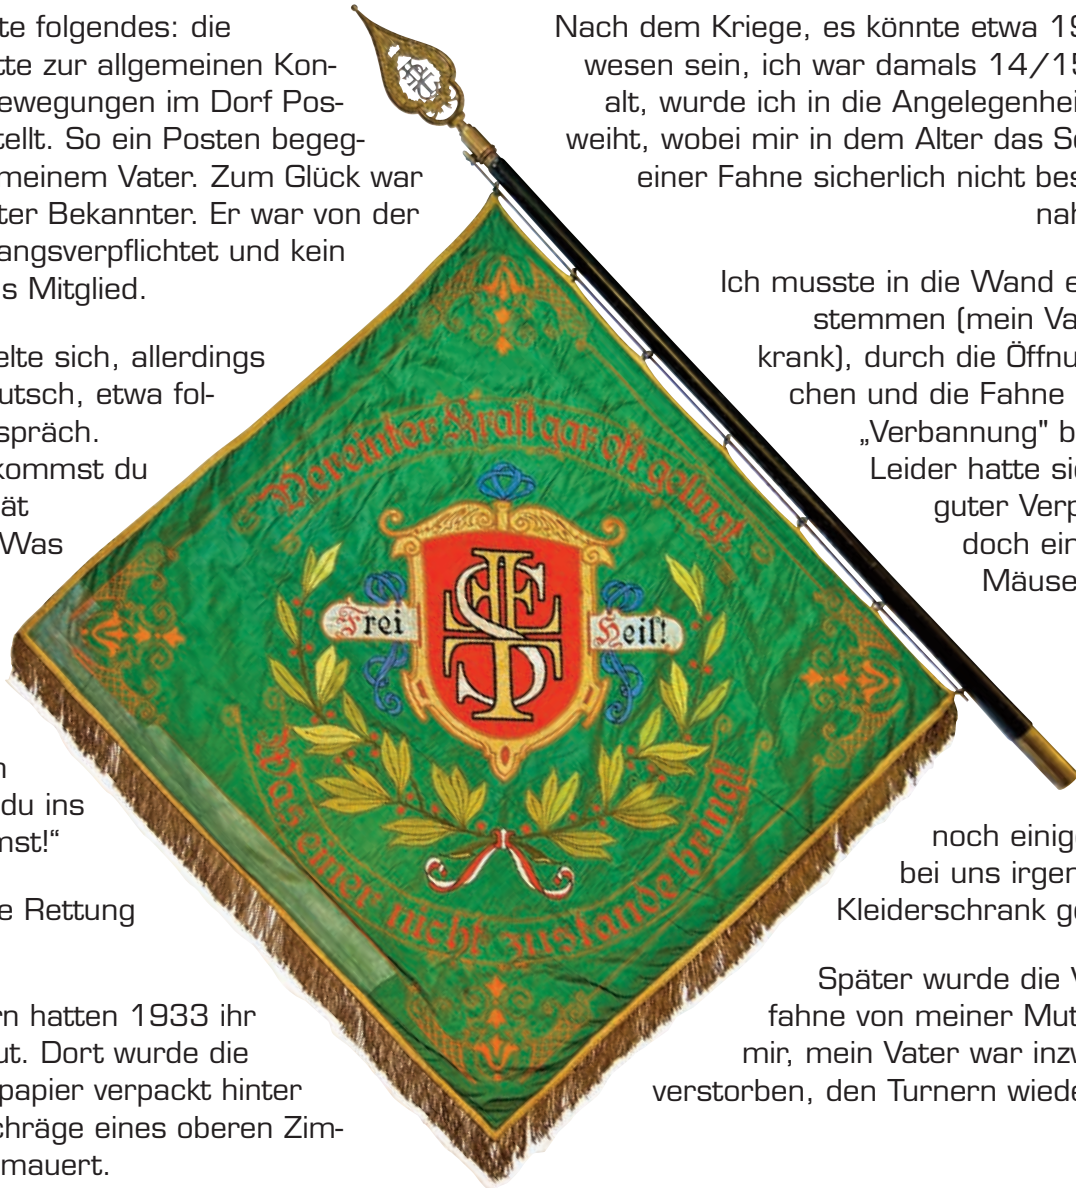 te folgendes: die
tte zur allgemeinen Kon-
ewegungen im Dorf Pos-
tellt. So ein Posten begeg-
meinem Vater. Zum Glück war
ter Bekannter. Er war von der
angsverpflichtet und kein
s Mitglied.
elte sich, allerdings
utsch, etwa fol-
spräch.
kommst du
ät
Was
n
du ins
nst!“
e Rettung
rn hatten 1933 ihr
ut. Dort wurde die
papier verpackt hinter
chräge eines oberen Zim-
mauert.
Vereinter Kraft gar oft gelingt
Frei Heil!
Was einer nicht zustande bringt
Nach dem Kriege, es könnte etwa 19
wesen sein, ich war damals 14/15
alt, wurde ich in die Angelegenhei
weiht, wobei mir in dem Alter das Sc
einer Fahne sicherlich nicht bes
nah
Ich musste in die Wand e
stemmen (mein Va
krank), durch die Öffnu
chen und die Fahne
„Verbannung" b
Leider hatte sic
guter Verp
doch ein
Mäuse
noch einig
bei uns irgen
Kleiderschrank ge
Später wurde die V
fahne von meiner Mut
mir, mein Vater war inzw
verstorben, den Turnern wiede